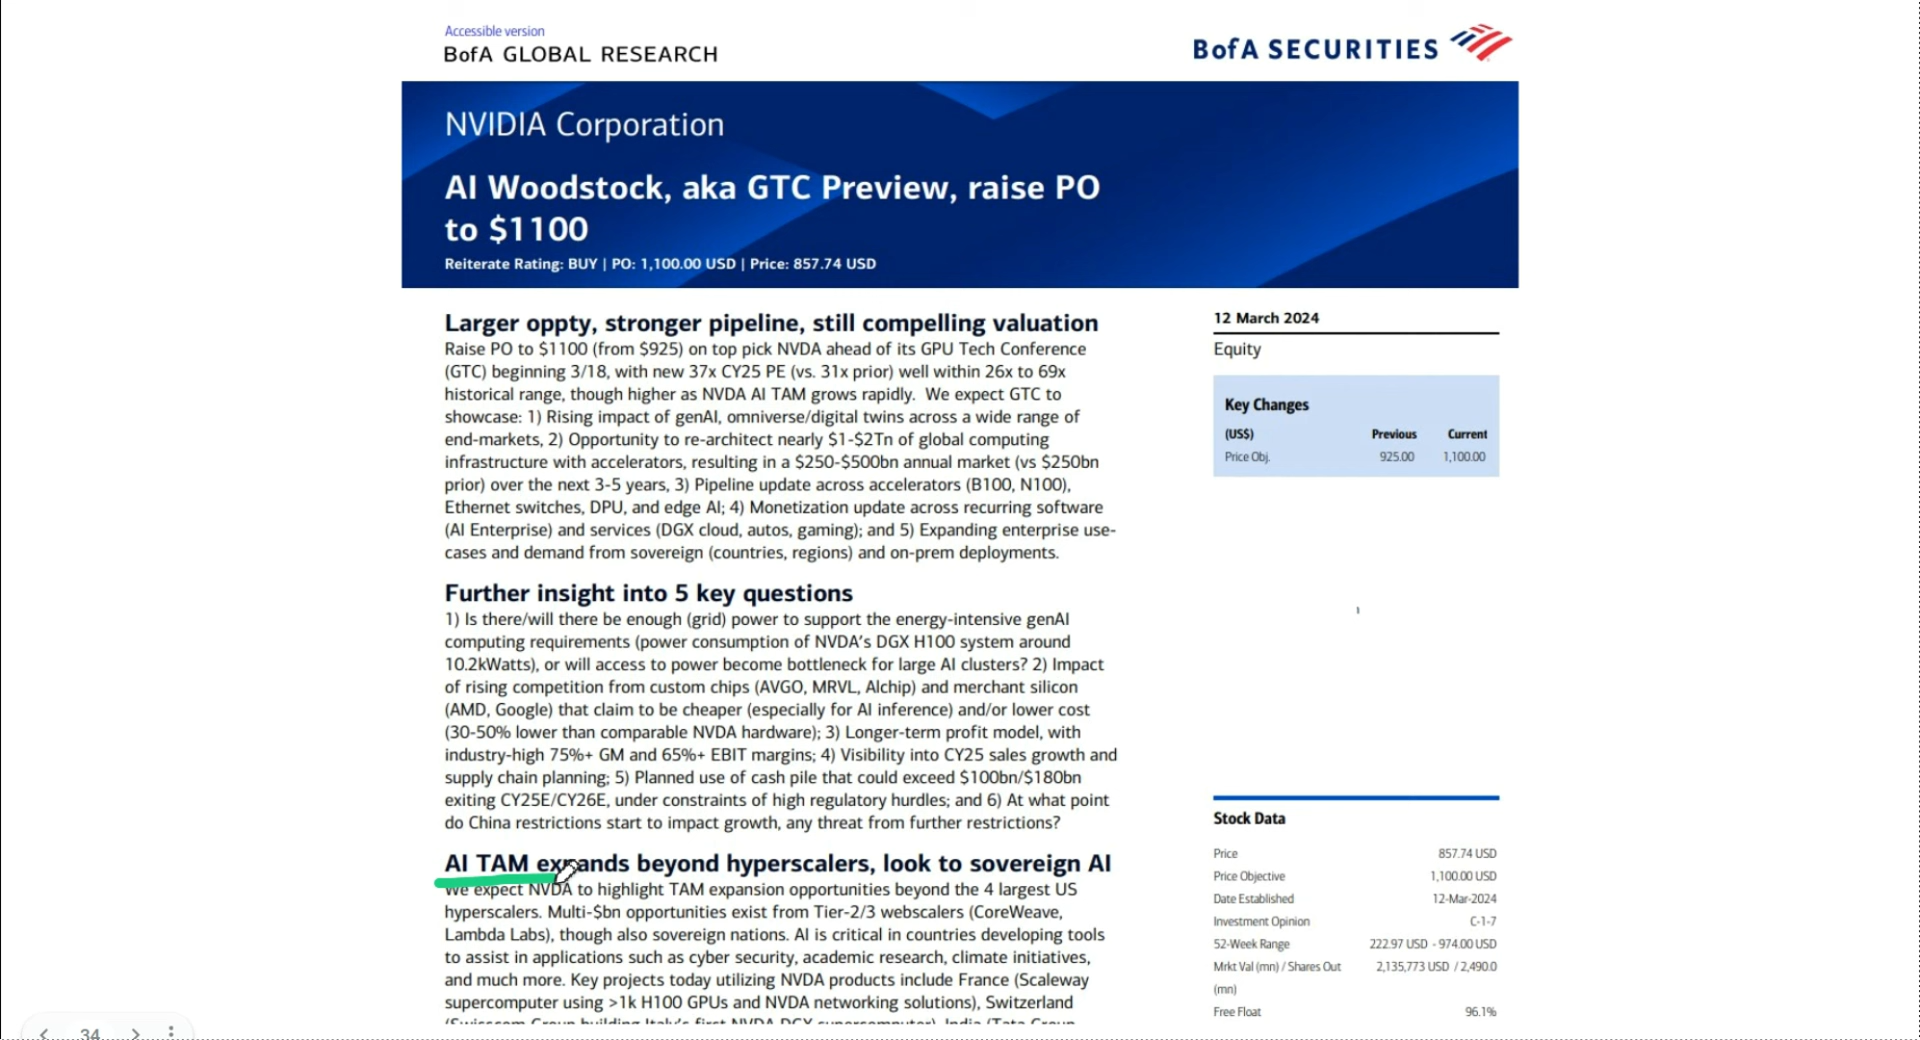 Accessible version
BofA GLOBAL RESEARCH
BofA SECURITIES
NVIDIA Corporation
AI Woodstock, aka GTC Preview, raise PO
to $1100
Reiterate Rating: BUY | PO: 1,100.00 USD | Price: 857.74 USD
Larger oppty, stronger pipeline, still compelling valuation
Raise PO to $1100 (from $925) on top pick NVDA ahead of its GPU Tech Conference
(GTC) beginning 3/18, with new 37x CY25 PE (vs. 31x prior) well within 26x to 69x
historical range, though higher as NVDA AI TAM grows rapidly. We expect GTC to
showcase: 1) Rising impact of genAI, omniverse/digital twins across a wide range of
end-markets, 2) Opportunity to re-architect nearly $1-$2Tn of global computing
infrastructure with accelerators, resulting in a $250-$500bn annual market (vs $250bn
prior) over the next 3-5 years, 3) Pipeline update across accelerators (B100, N100),
Ethernet switches, DPU, and edge AI; 4) Monetization update across recurring software
(AI Enterprise) and services (DGX cloud, autos, gaming); and 5) Expanding enterprise use-
cases and demand from sovereign (countries, regions) and on-prem deployments.
Further insight into 5 key questions
1) Is there/will there be enough (grid) power to support the energy-intensive genAI
computing requirements (power consumption of NVDA's DGX H100 system around
10.2kWatts), or will access to power become bottleneck for large AI clusters? 2) Impact
of rising competition from custom chips (AVGO, MRVL, Alchip) and merchant silicon
(AMD, Google) that claim to be cheaper (especially for AI inference) and/or lower cost
(30-50% lower than comparable NVDA hardware); 3) Longer-term profit model, with
industry-high 75%+ GM and 65%+ EBIT margins; 4) Visibility into CY25 sales growth and
supply chain planning; 5) Planned use of cash pile that could exceed $100bn/$180bn
exiting CY25E/CY26E, under constraints of high regulatory hurdles; and 6) At what point
do China restrictions start to impact growth, any threat from further restrictions?
AI TAM expands beyond hyperscalers, look to sovereign AI
We expect NVDA to highlight TAM expansion opportunities beyond the 4 largest US
hyperscalers. Multi-$bn opportunities exist from Tier-2/3 webscalers (CoreWeave,
Lambda Labs), though also sovereign nations. AI is critical in countries developing tools
to assist in applications such as cyber security, academic research, climate initiatives,
and much more. Key projects today utilizing NVDA products include France (Scaleway
supercomputer using >1k H100 GPUs and NVDA networking solutions), Switzerland
(Swisscom Group building Italy's first NVDA DGX supercomputer), India (Tata Group
12 March 2024
Equity
Key Changes
(US$) Previous Current
Price Obj. 925.00 1,100.00
Stock Data
Price 857.74 USD
Price Objective 1,100.00 USD
Date Established 12-Mar-2024
Investment Opinion C-1-7
52-Week Range 222.97 USD - 974.00 USD
Mrkt Val (mn) / Shares Out 2,135,773 USD / 2,490.0
(mn)
Free Float 96.1%
34